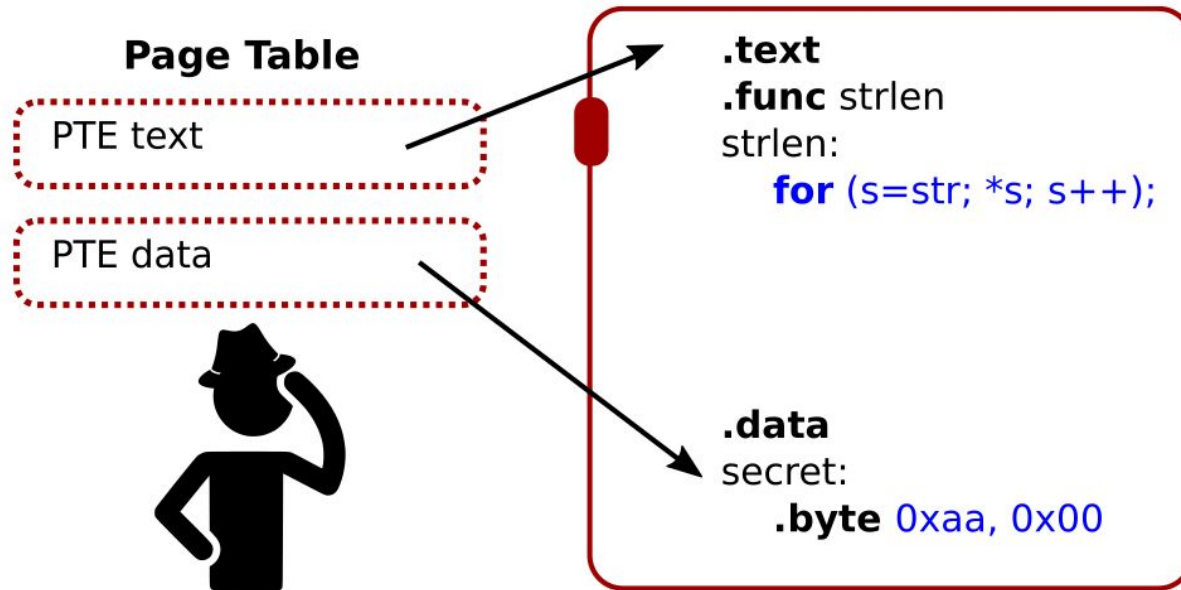 Page Table
PTE text
PTE data
.text
.func strlen
strlen:
for (s=str; *s; s++);
.data
secret:
.byte 0xaa, 0x00